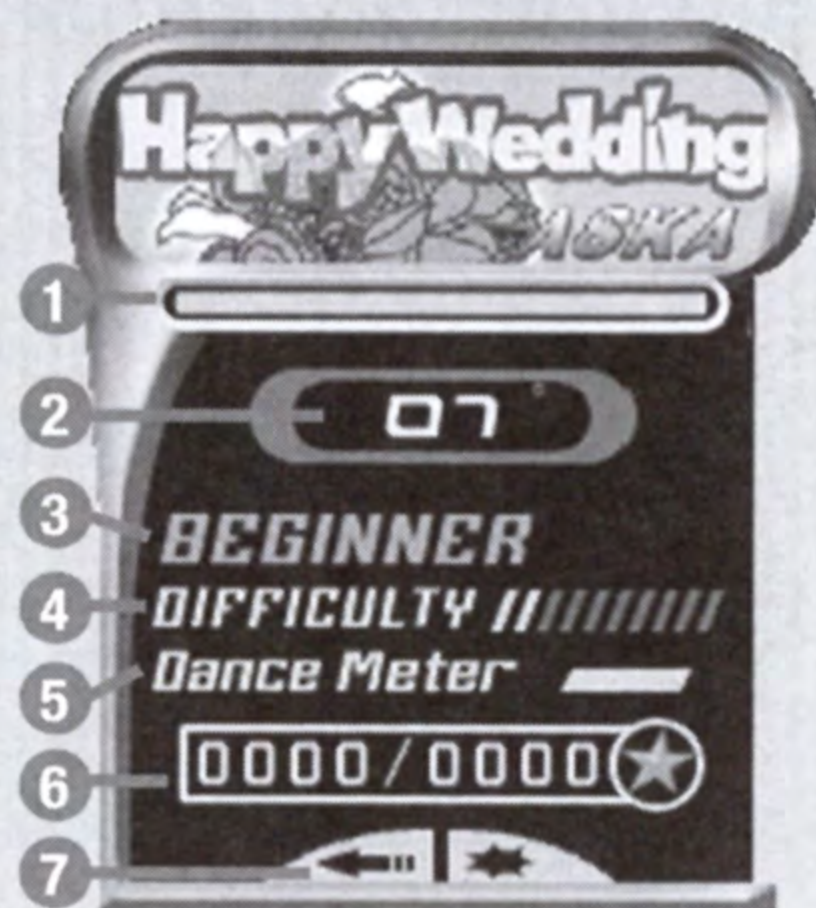 Happy Wedding
ASKA
1
2 07
3 BEGINNER
4 DIFFICULTY
5 Dance Meter
6 0000/0000
7